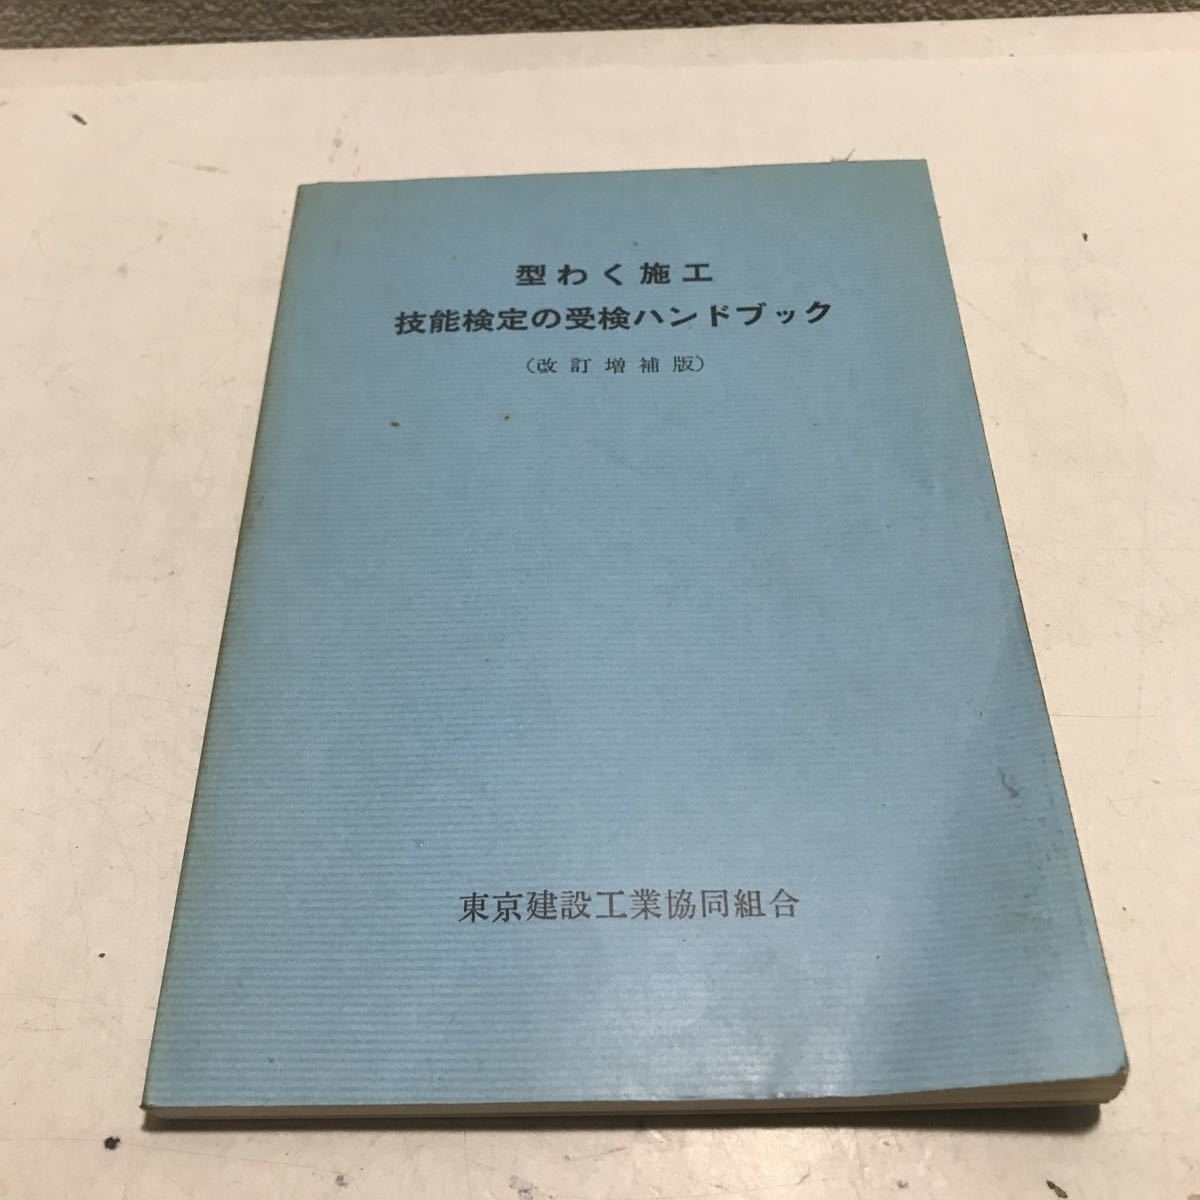 型わく施工
技能検定の受検ハンドブック
（改訂増補版）
東京建設工業協同組合